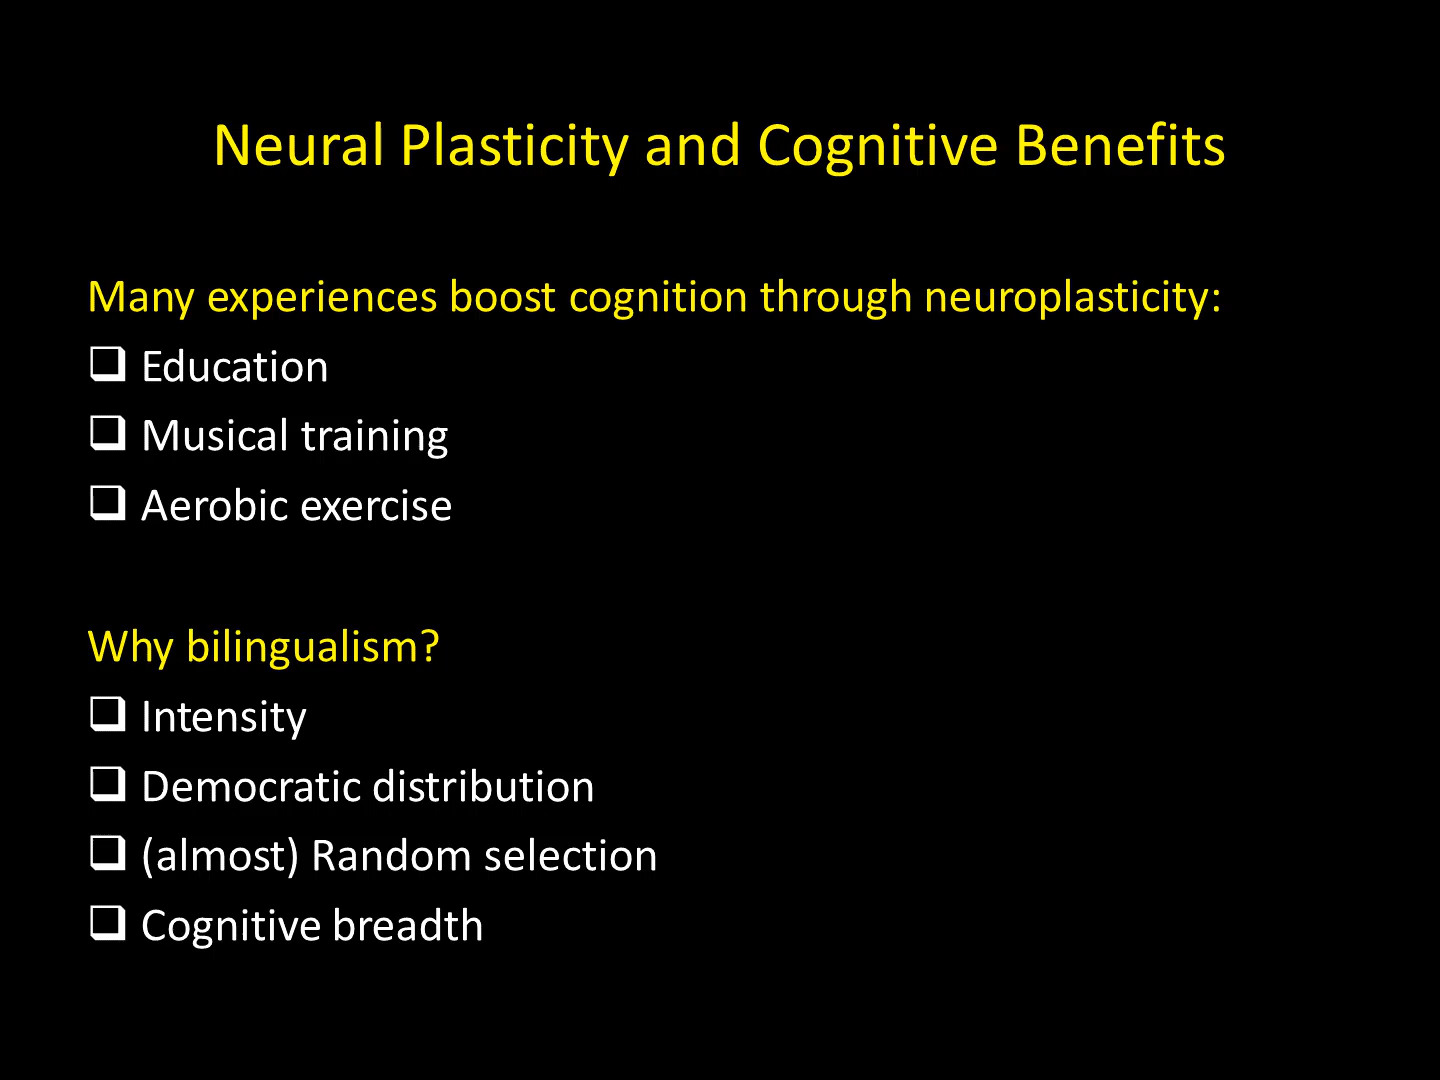 Neural Plasticity and Cognitive Benefits
Many experiences boost cognition through neuroplasticity:
❑ Education
❑ Musical training
❑ Aerobic exercise
Why bilingualism?
❑ Intensity
❑ Democratic distribution
❑ (almost) Random selection
❑ Cognitive breadth